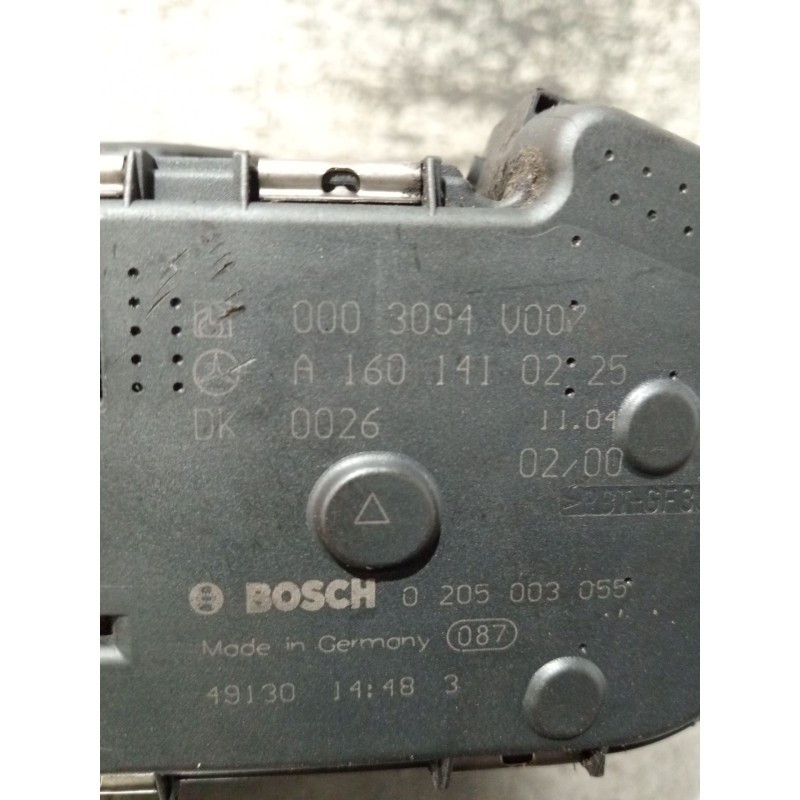 000 3094 V007
A 160 141 02 25
DK 0026 11.04
02/00
BOSCH 0 205 003 055
Made in Germany 087
49130 14:48 3